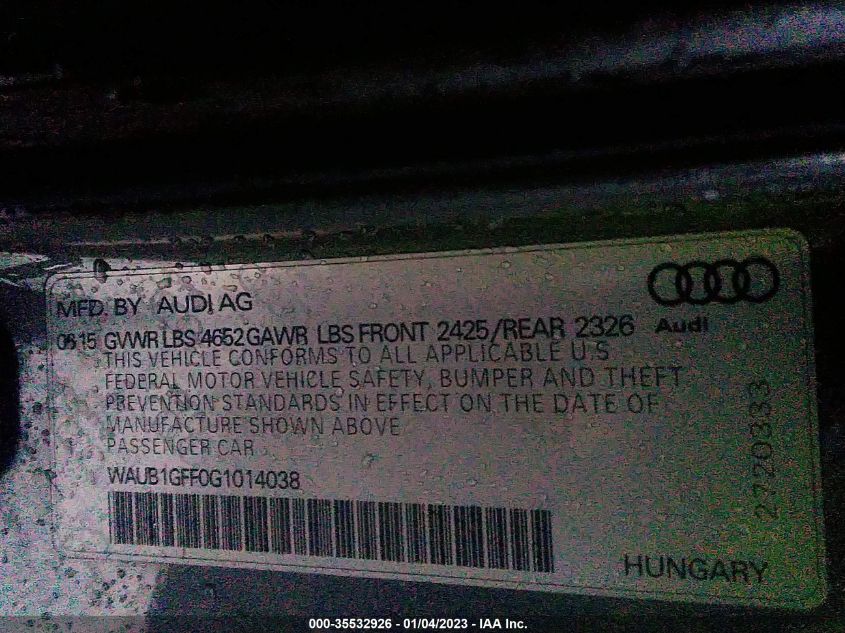 MFD. BY AUDI AG
Audi
0615 GVWR LBS 4652 GAWR LBS FRONT 2425/REAR 2326
THIS VEHICLE CONFORMS TO ALL APPLICABLE U.S
FEDERAL MOTOR VEHICLE SAFETY, BUMPER AND THEFT
PREVENTION STANDARDS IN EFFECT ON THE DATE OF
MANUFACTURE SHOWN ABOVE
PASSENGER CAR
WAUB1GFF0G1014038
2720333
HUNGARY
000-35532926 - 01/04/2023 - IAA Inc.